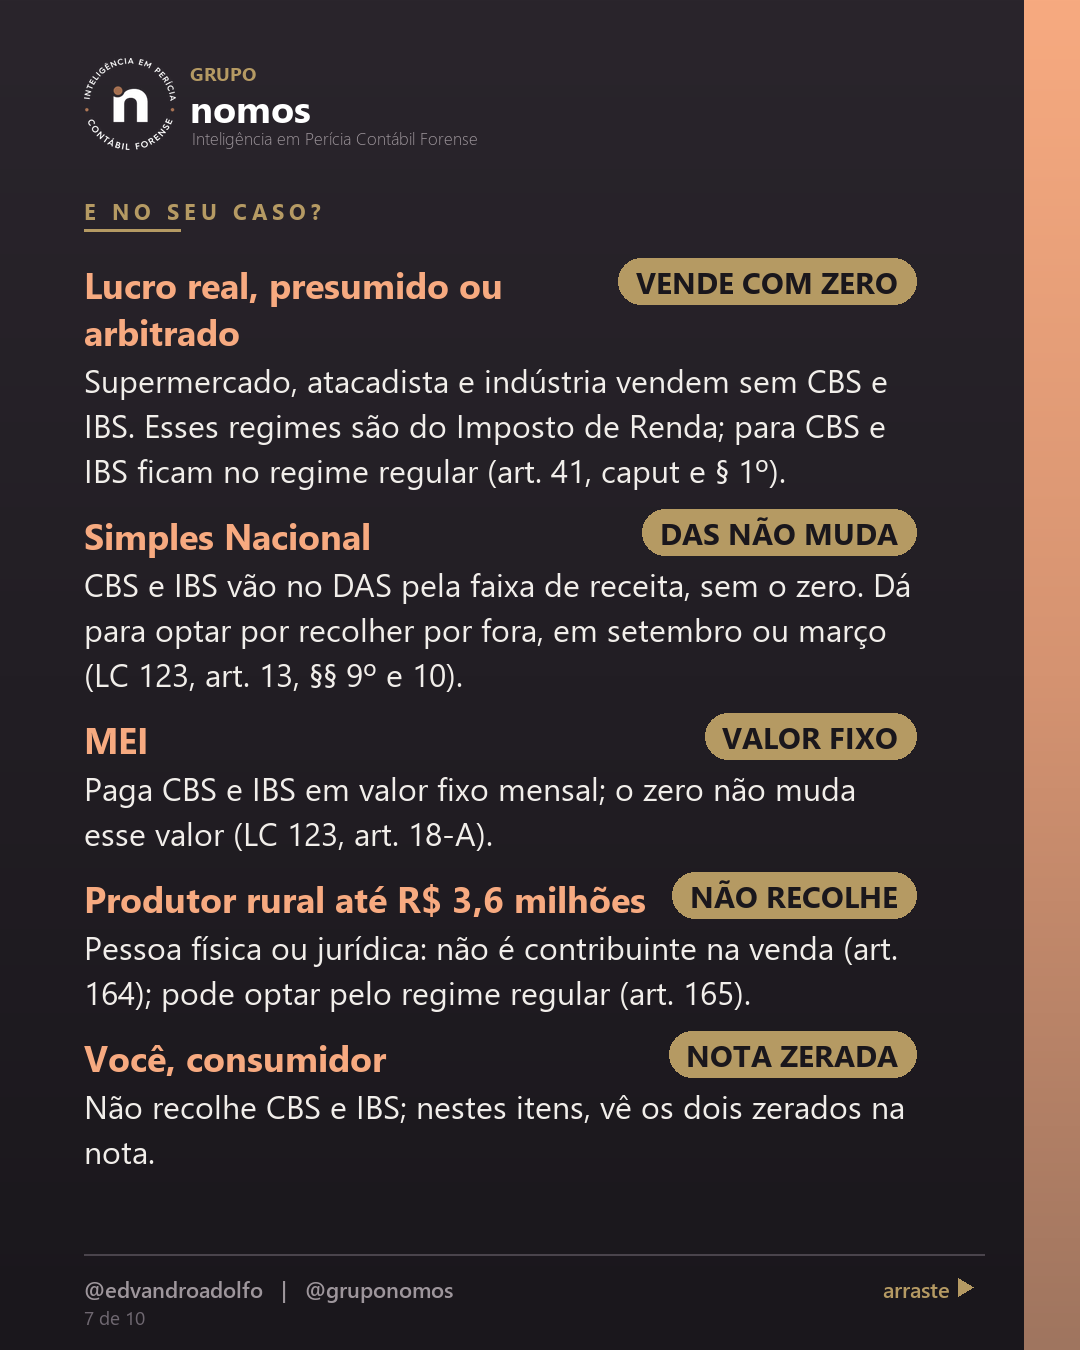 INTELIGÊNCIA EM PERÍCIA
CONTÁBIL FORENSE
n
GRUPO
nomos
Inteligência em Perícia Contábil Forense
E NO SEU CASO?
Lucro real, presumido ou
arbitrado
VENDE COM ZERO
Supermercado, atacadista e indústria vendem sem CBS e
IBS. Esses regimes são do Imposto de Renda; para CBS e
IBS ficam no regime regular (art. 41, caput e § 1º).
Simples Nacional
DAS NÃO MUDA
CBS e IBS vão no DAS pela faixa de receita, sem o zero. Dá
para optar por recolher por fora, em setembro ou março
(LC 123, art. 13, §§ 9º e 10).
MEI
VALOR FIXO
Paga CBS e IBS em valor fixo mensal; o zero não muda
esse valor (LC 123, art. 18-A).
Produtor rural até R$ 3,6 milhões
NÃO RECOLHE
Pessoa física ou jurídica: não é contribuinte na venda (art.
164); pode optar pelo regime regular (art. 165).
Você, consumidor
NOTA ZERADA
Não recolhe CBS e IBS; nestes itens, vê os dois zerados na
nota.
@edvandroadolfo | @gruponomos
arraste
7 de 10